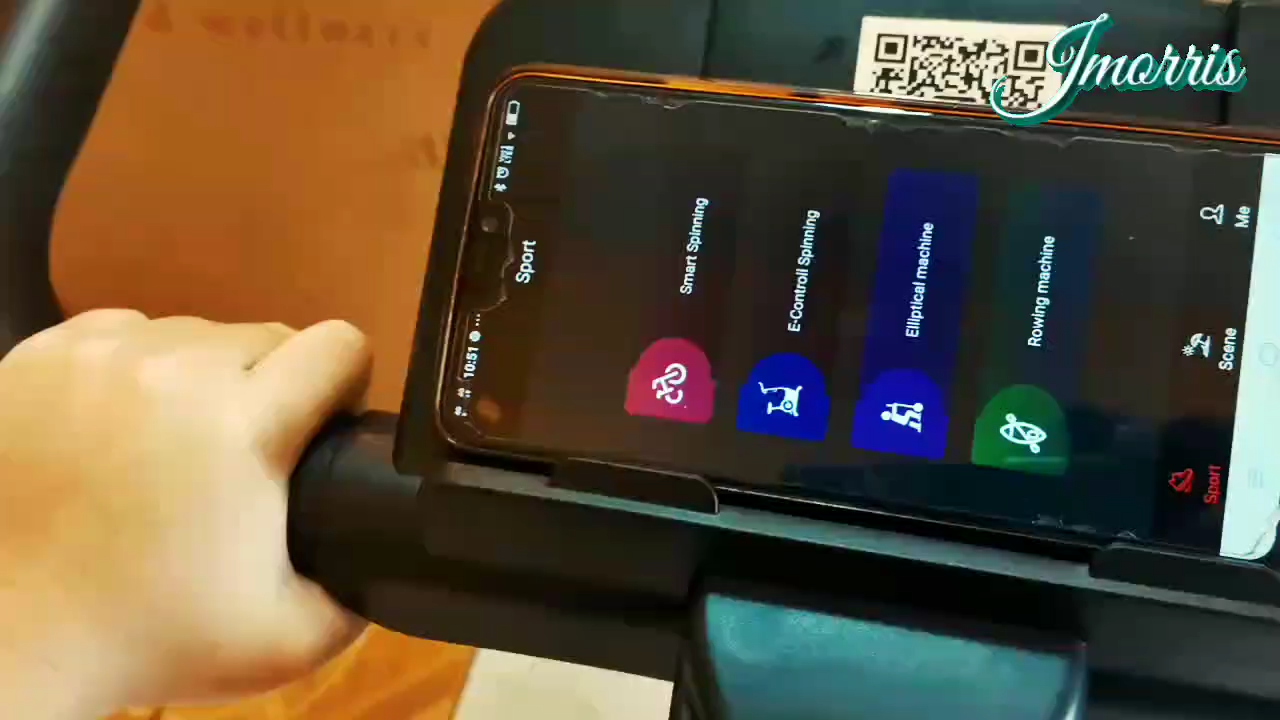 Jmorris
10:51
Sport
Smart Spinning
E-Controll Spinning
Elliptical machine
Rowing machine
Sport
Scene
Me